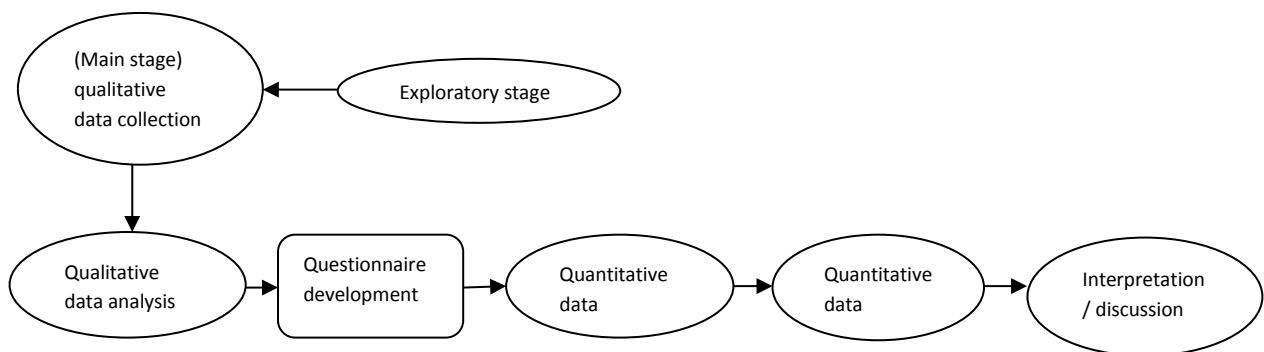 Exploratory stage
(Main stage)
qualitative
data collection
Qualitative
data analysis
Questionnaire
development
Quantitative
data
Quantitative
data
Interpretation
/ discussion